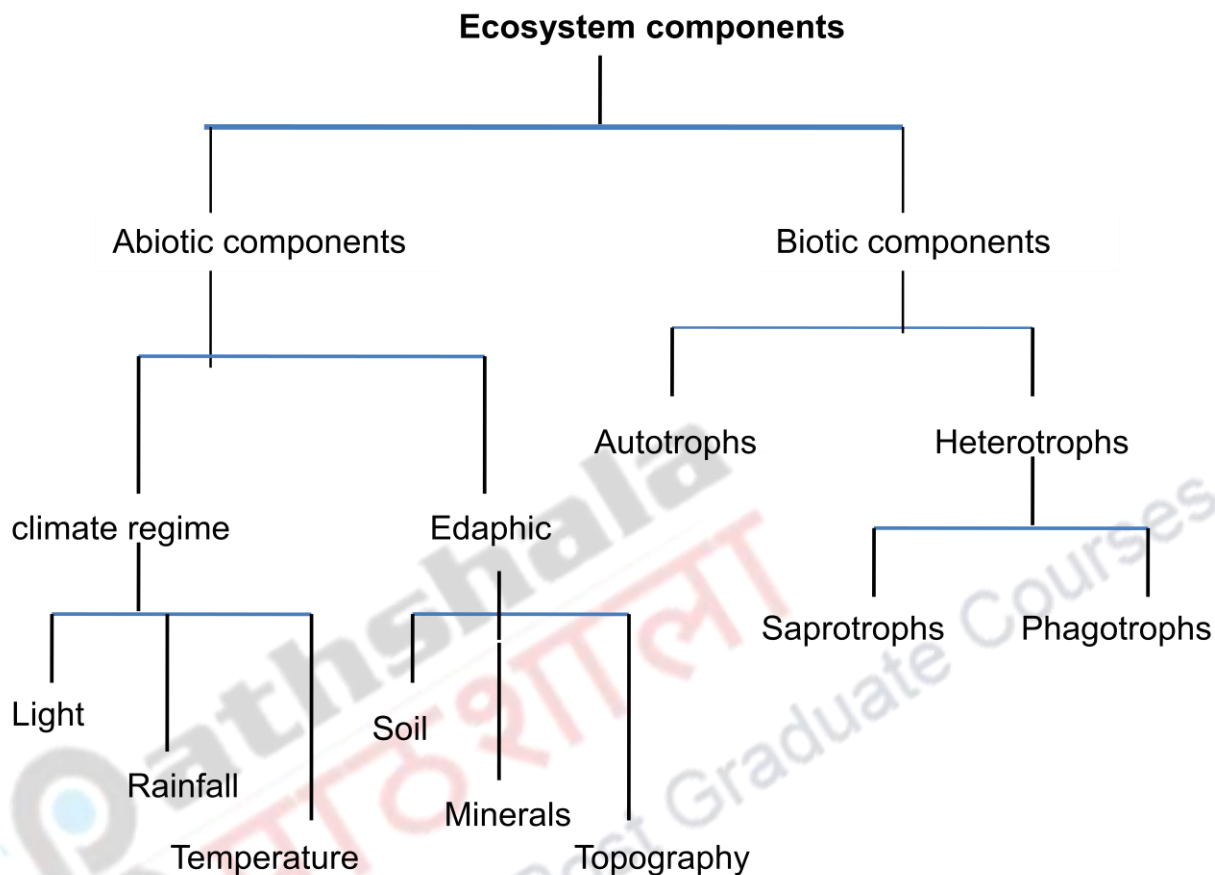 Ecosystem components
Abiotic components
Biotic components
Autotrophs
Heterotrophs
climate regime
Edaphic
Saprotrophs
Phagotrophs
Light
Rainfall
Temperature
Soil
Minerals
Topography
athshala
पाठशाला
Post Graduate Courses